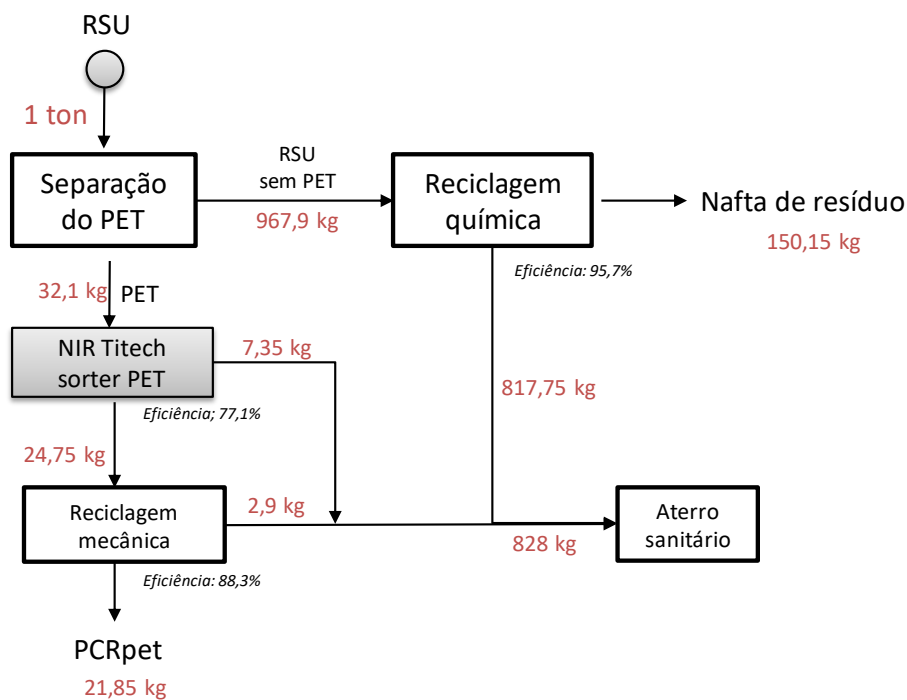 RSU
1 ton
Separação
do PET
RSU
sem PET
967,9 kg
Reciclagem
química
Nafta de resíduo
150,15 kg
Eficiência: 95,7%
32,1 kg
PET
NIR Titech
sorter PET
7,35 kg
Eficiência; 77,1%
817,75 kg
24,75 kg
Reciclagem
mecânica
2,9 kg
828 kg
Aterro
sanitário
Eficiência: 88,3%
PCRpet
21,85 kg